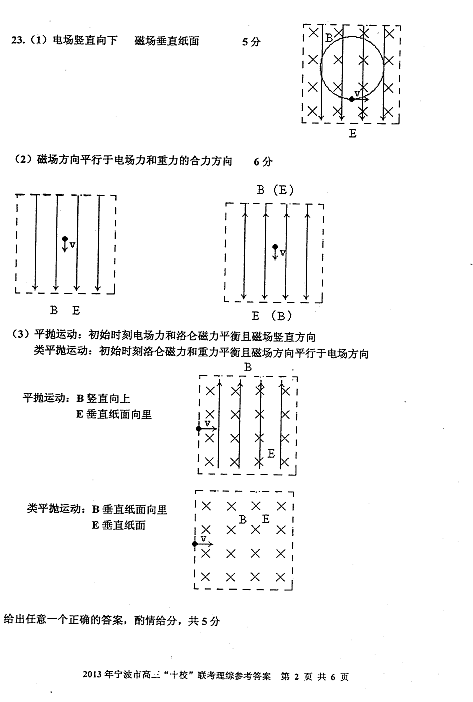 23.（1）电场竖直向下　磁场垂直纸面　5分
B
v
E
（2）磁场方向平行于电场力和重力的合力方向　6分
B（E）
v
v
B　E
E（B）
（3）平抛运动：初始时刻电场力和洛仑磁力平衡且磁场竖直方向
类平抛运动：初始时刻洛仑磁力和重力平衡且磁场方向平行于电场方向
B
平抛运动：B竖直向上
E垂直纸面向里
v
E
类平抛运动：B垂直纸面向里
E垂直纸面
B　E
v
给出任意一个正确的答案，酌情给分，共5分
2013年宁波市高三“十校”联考理综参考答案　第 2 页 共 6 页